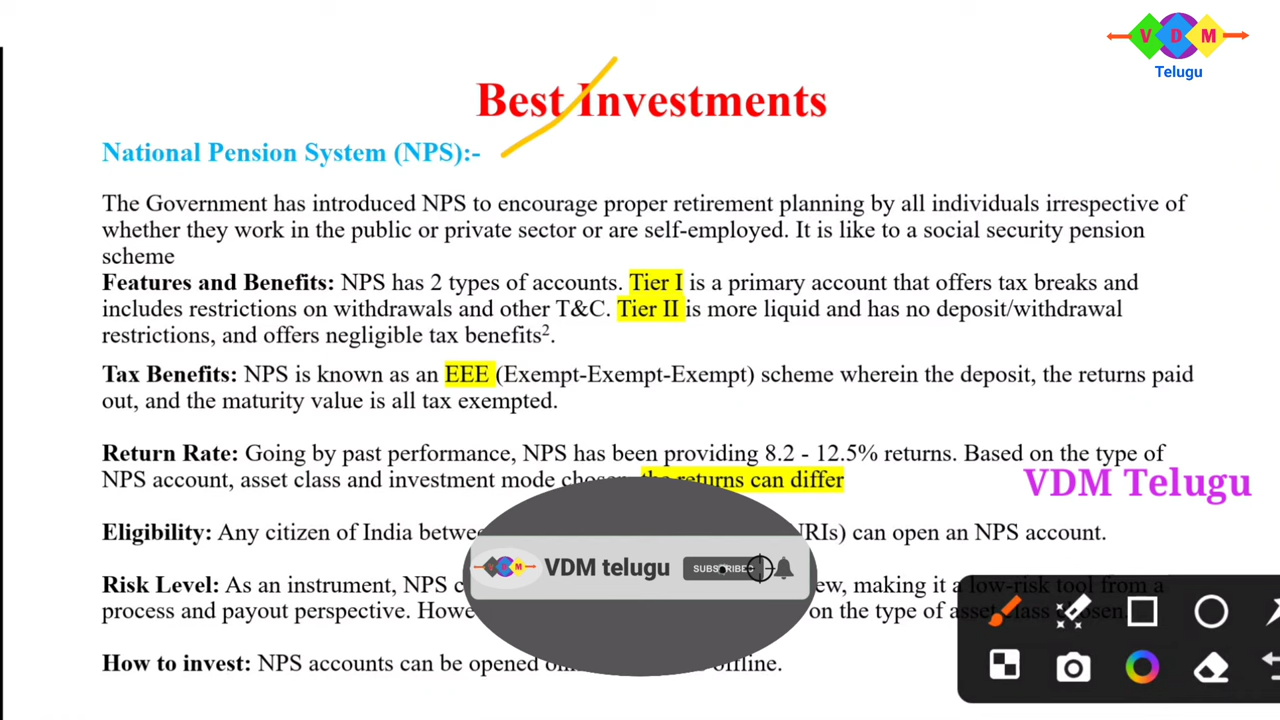 V D M
Telugu
Best Investments
National Pension System (NPS):-
The Government has introduced NPS to encourage proper retirement planning by all individuals irrespective of
whether they work in the public or private sector or are self-employed. It is like to a social security pension
scheme
Features and Benefits: NPS has 2 types of accounts. Tier I is a primary account that offers tax breaks and
includes restrictions on withdrawals and other T&C. Tier II is more liquid and has no deposit/withdrawal
restrictions, and offers negligible tax benefits².
Tax Benefits: NPS is known as an EEE (Exempt-Exempt-Exempt) scheme wherein the deposit, the returns paid
out, and the maturity value is all tax exempted.
Return Rate: Going by past performance, NPS has been providing 8.2 - 12.5% returns. Based on the type of
NPS account, asset class and investment mode the returns can differ
VDM Telugu
Eligibility: Any citizen of India can open an NPS account.
VDM telugu SUBSCRIBED
Risk Level: As an instrument, NPS making it a low-risk tool from a
process and payout perspective. on the type of asset class chosen.
How to invest: NPS accounts can be opened offline.